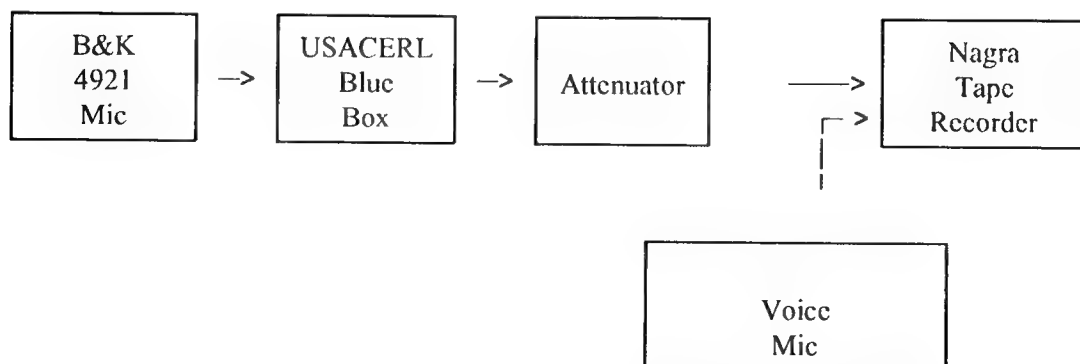 B&K
4921
Mic
USACERL
Blue
Box
Attenuator
Nagra
Tape
Recorder
Voice
Mic